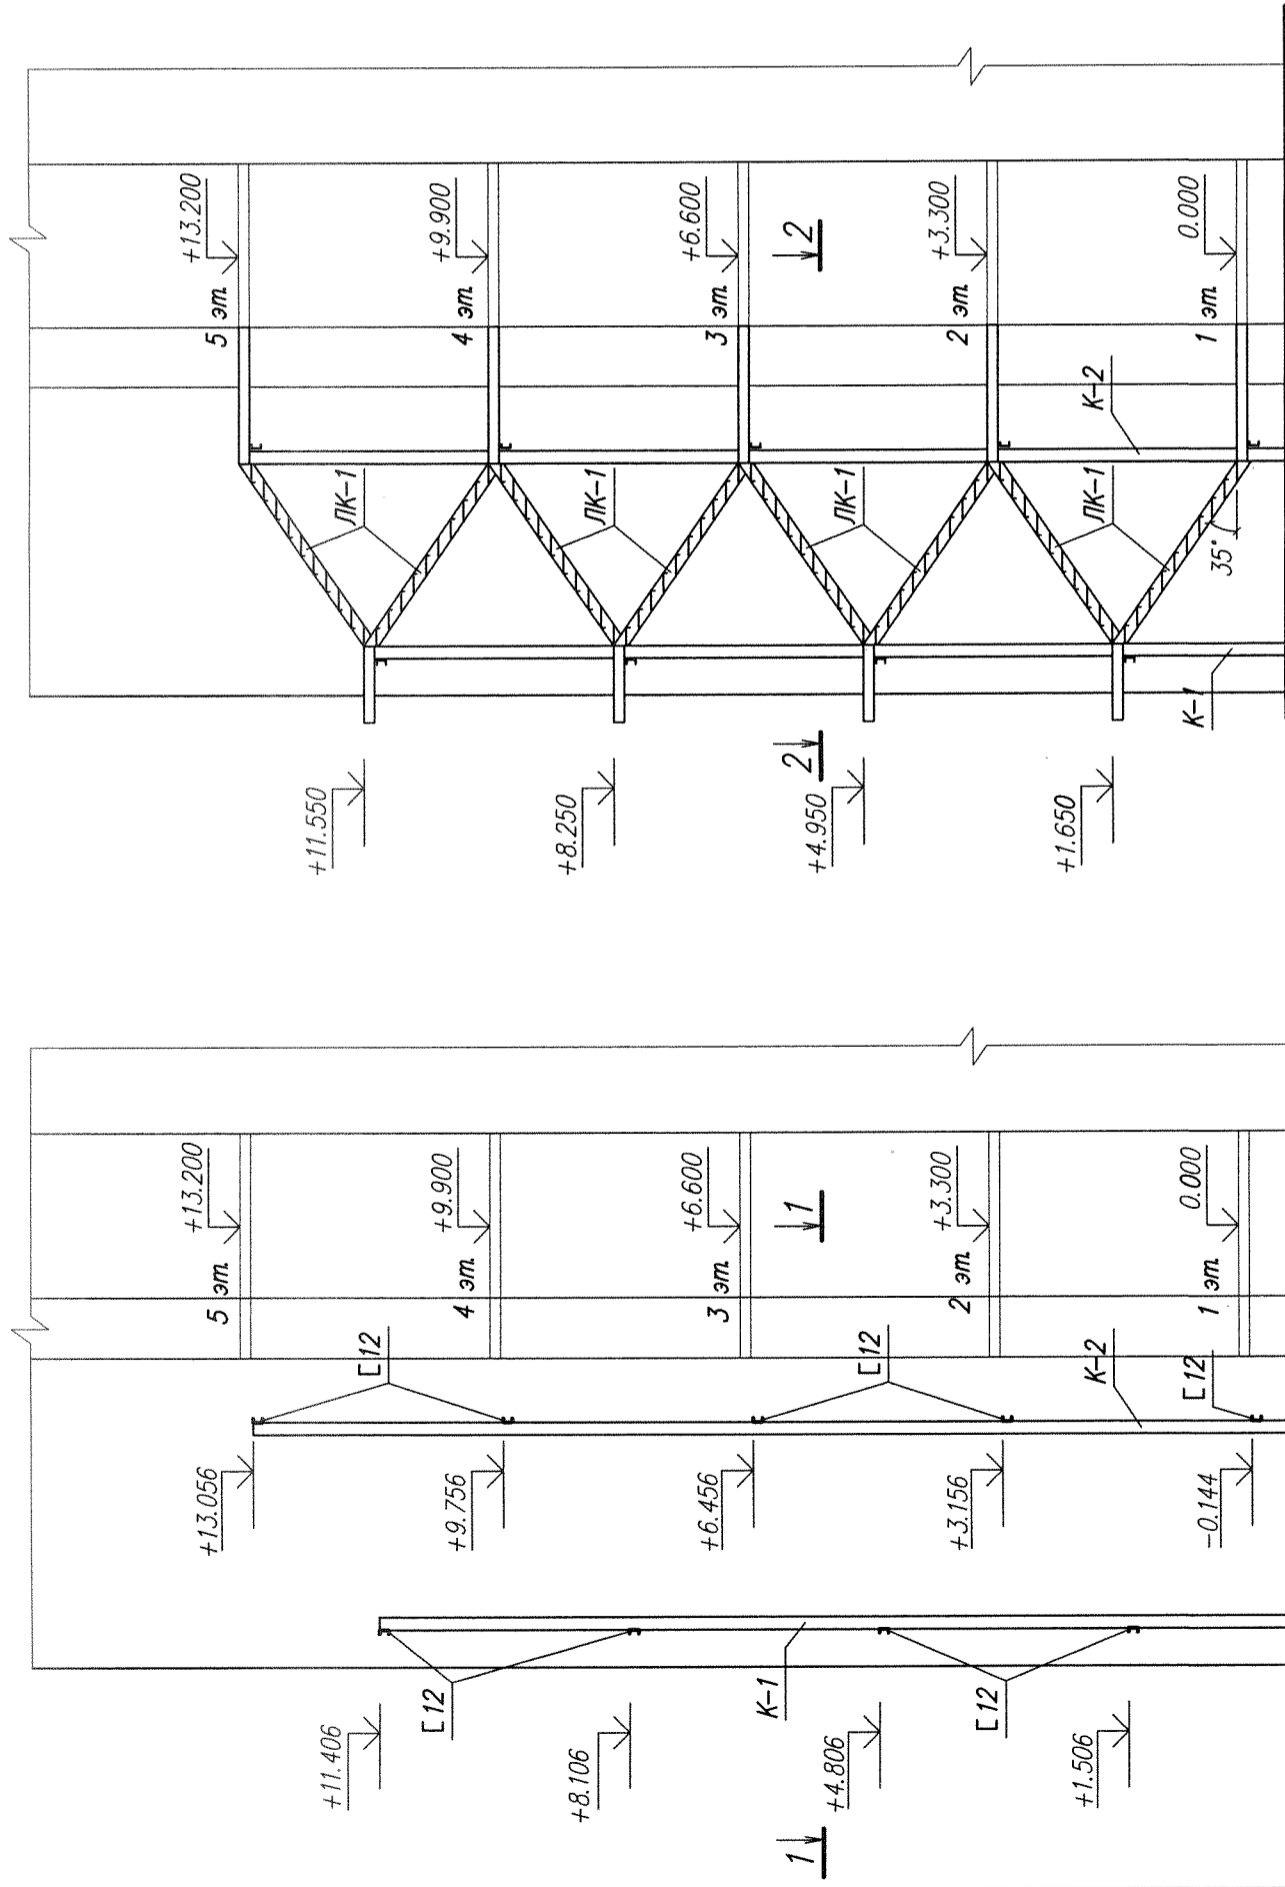 +11.406
+8.106
+4.806
+1.506
1
⊏12
К-1
⊏12
+13.056
+9.756
+6.456
+3.156
-0.144
⊏12
⊏12
К-2
⊏12
5 эт.
4 эт.
3 эт.
2 эт.
1 эт.
+13.200
+9.900
+6.600
1
+3.300
0.000
+11.550
+8.250
+4.950
+1.650
2
К-1
ЛК-1
ЛК-1
ЛК-1
ЛК-1
35°
К-2
5 эт.
4 эт.
3 эт.
2 эт.
1 эт.
+13.200
+9.900
+6.600
2
+3.300
0.000